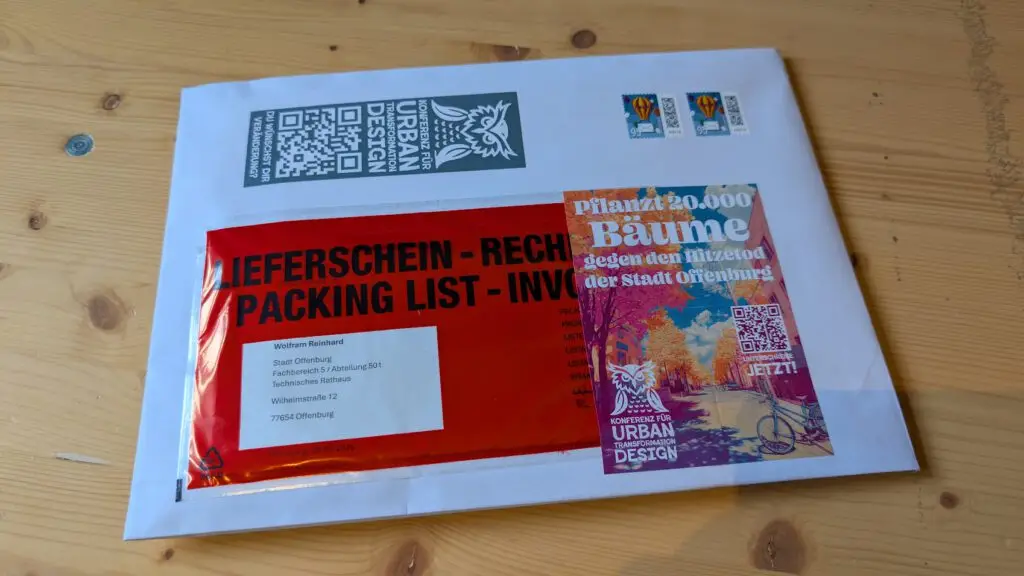 KONFERENZ FÜR
URBAN
TRANSFORMATION
DESIGN
DU WÜNSCHST DIR
VERÄNDERUNG?
95
LIEFERSCHEIN - RECH
PACKING LIST - INVO
Wolfram Reinhard
Stadt Offenburg
Fachbereich 5 / Abteilung 501
Technisches Rathaus
Wilhelmstraße 12
77654 Offenburg
Pflanzt 20.000
Bäume
gegen den Hitzetod
der Stadt Offenburg
UNTERSCHREIBE
JETZT!
KONFERENZ FÜR
URBAN
TRANSFORMATION
DESIGN